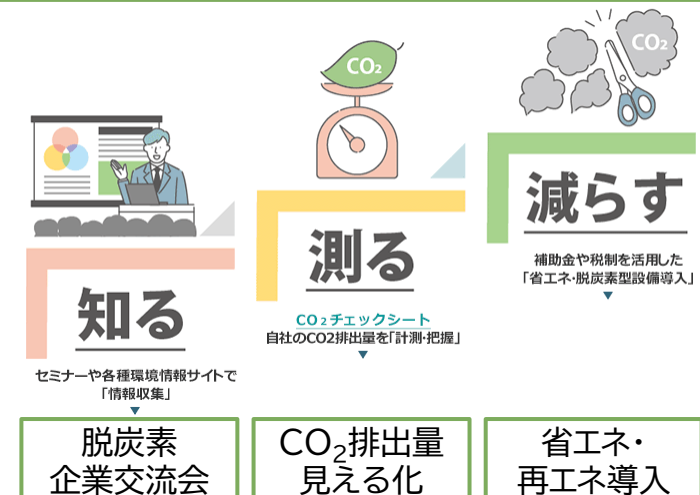 知る
セミナーや各種環境情報サイトで
「情報収集」
脱炭素
企業交流会
CO₂
測る
CO₂チェックシート
自社のCO2排出量を「計測・把握」
CO₂排出量
見える化
CO₂
減らす
補助金や税制を活用した
「省エネ・脱炭素型設備導入」
省エネ・
再エネ導入